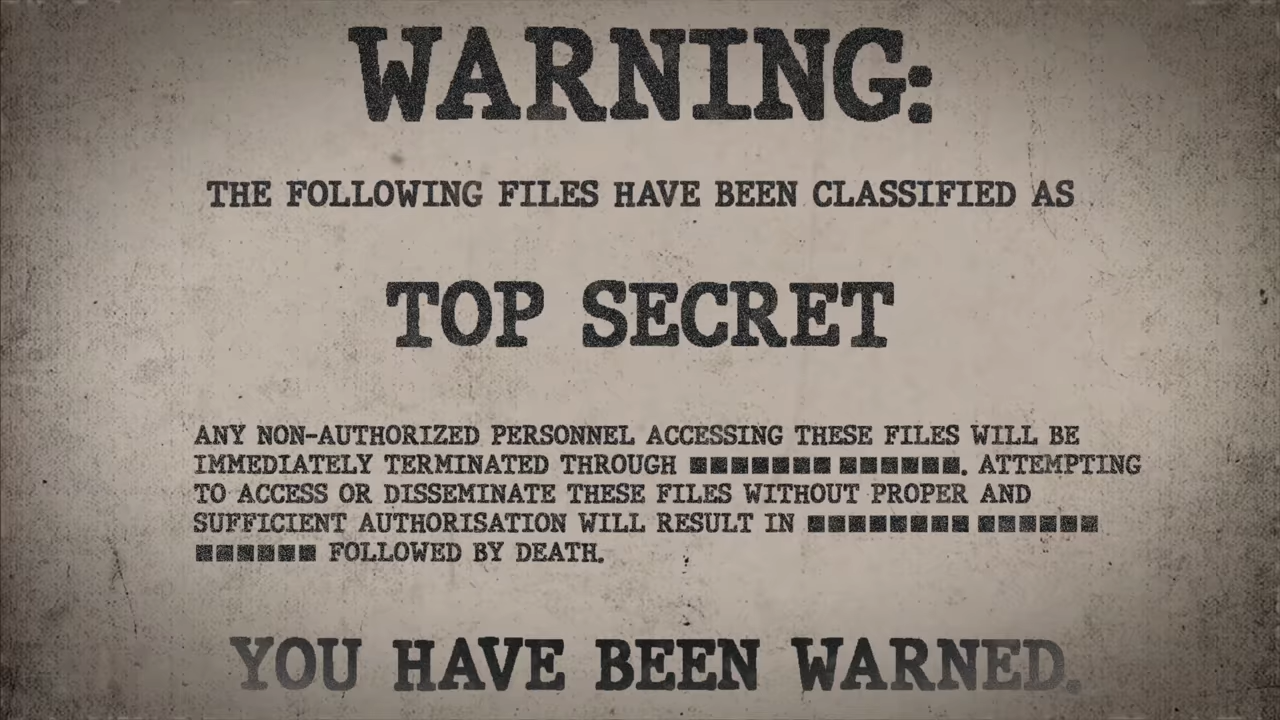 WARNING:
THE FOLLOWING FILES HAVE BEEN CLASSIFIED AS
TOP SECRET
ANY NON-AUTHORIZED PERSONNEL ACCESSING THESE FILES WILL BE
IMMEDIATELY TERMINATED THROUGH ■■■■■■■ ■■■■■■. ATTEMPTING
TO ACCESS OR DISSEMINATE THESE FILES WITHOUT PROPER AND
SUFFICIENT AUTHORISATION WILL RESULT IN ■■■■■■■■ ■■■■■■
■■■■■■ FOLLOWED BY DEATH.
YOU HAVE BEEN WARNED.